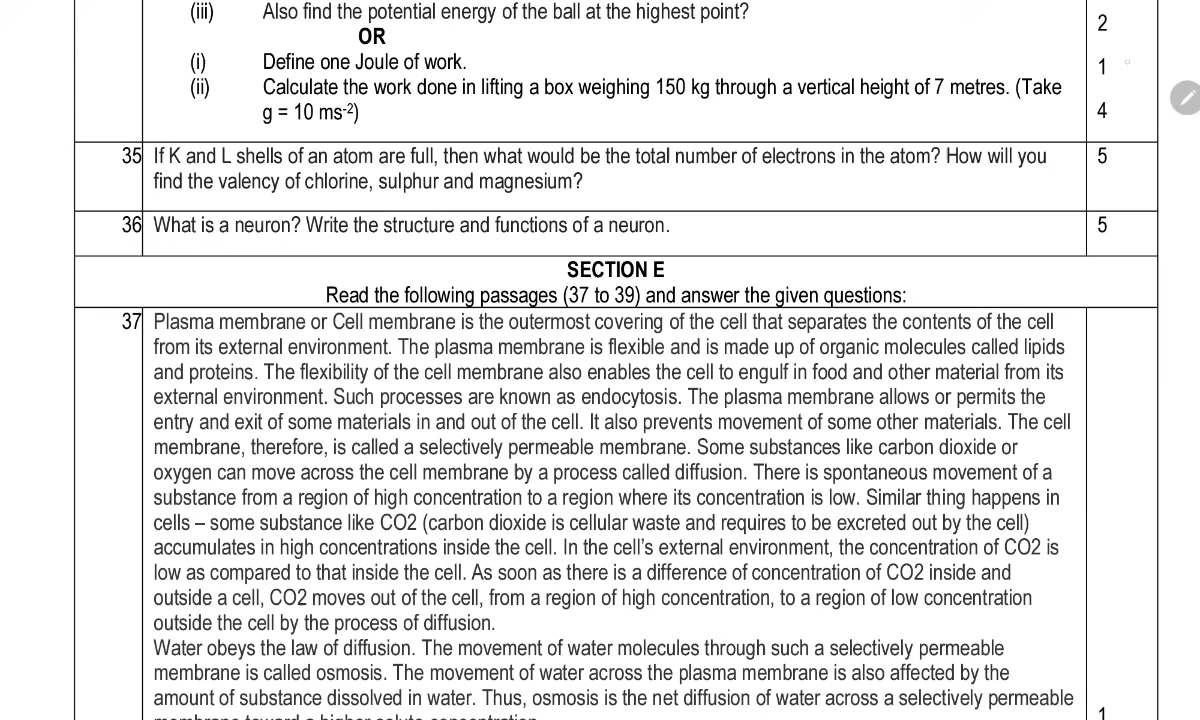 (iii) Also find the potential energy of the ball at the highest point?
2
OR
(i) Define one Joule of work.
1
(ii) Calculate the work done in lifting a box weighing 150 kg through a vertical height of 7 metres. (Take
g = 10 ms-2)
4
35 If K and L shells of an atom are full, then what would be the total number of electrons in the atom? How will you
5
find the valency of chlorine, sulphur and magnesium?
36 What is a neuron? Write the structure and functions of a neuron.
5
SECTION E
Read the following passages (37 to 39) and answer the given questions:
37 Plasma membrane or Cell membrane is the outermost covering of the cell that separates the contents of the cell
from its external environment. The plasma membrane is flexible and is made up of organic molecules called lipids
and proteins. The flexibility of the cell membrane also enables the cell to engulf in food and other material from its
external environment. Such processes are known as endocytosis. The plasma membrane allows or permits the
entry and exit of some materials in and out of the cell. It also prevents movement of some other materials. The cell
membrane, therefore, is called a selectively permeable membrane. Some substances like carbon dioxide or
oxygen can move across the cell membrane by a process called diffusion. There is spontaneous movement of a
substance from a region of high concentration to a region where its concentration is low. Similar thing happens in
cells – some substance like CO2 (carbon dioxide is cellular waste and requires to be excreted out by the cell)
accumulates in high concentrations inside the cell. In the cell's external environment, the concentration of CO2 is
low as compared to that inside the cell. As soon as there is a difference of concentration of CO2 inside and
outside a cell, CO2 moves out of the cell, from a region of high concentration, to a region of low concentration
outside the cell by the process of diffusion.
Water obeys the law of diffusion. The movement of water molecules through such a selectively permeable
membrane is called osmosis. The movement of water across the plasma membrane is also affected by the
amount of substance dissolved in water. Thus, osmosis is the net diffusion of water across a selectively permeable
membrane toward a higher solute concentration.
1